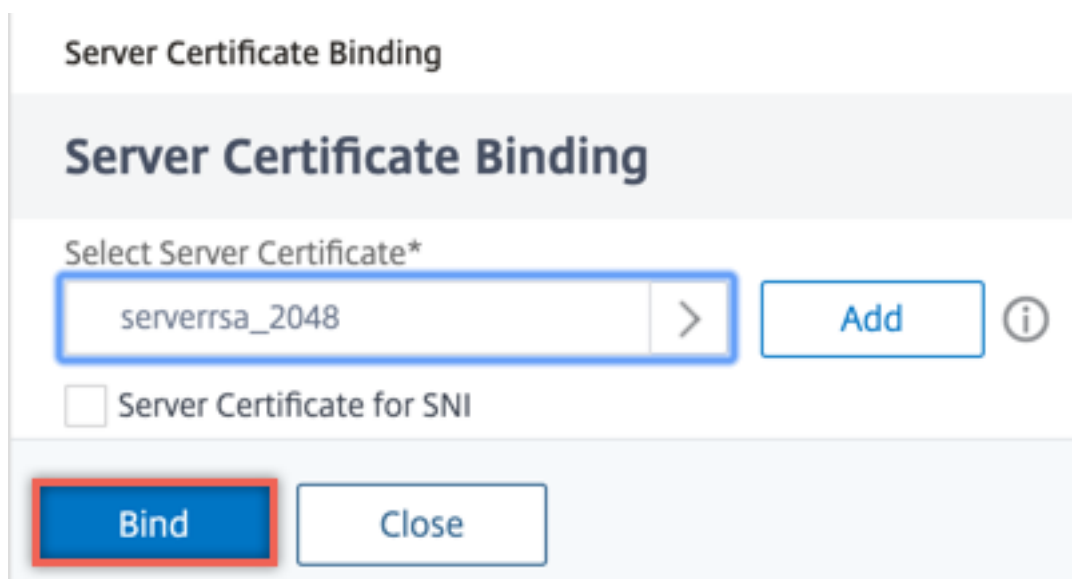 Server Certificate Binding
Server Certificate Binding
Select Server Certificate*
serverrsa_2048
Add
Server Certificate for SNI
Bind
Close